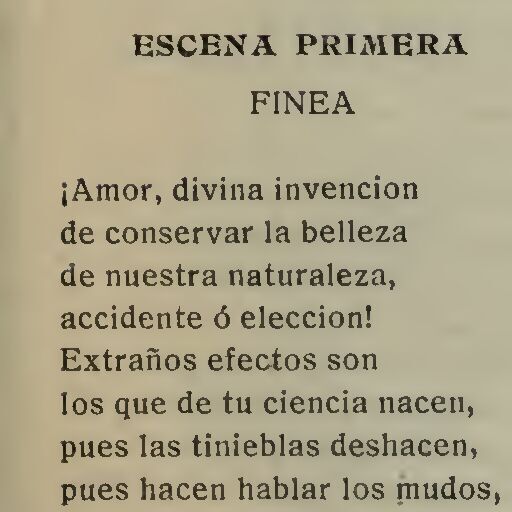 ESCENA PRIMERA
FINEA
¡Amor, divina invencion
de conservar la belleza
de nuestra naturaleza,
accidente ó eleccion!
Extraños efectos son
los que de tu ciencia nacen,
pues las tinieblas deshacen,
pues hacen hablar los mudos,